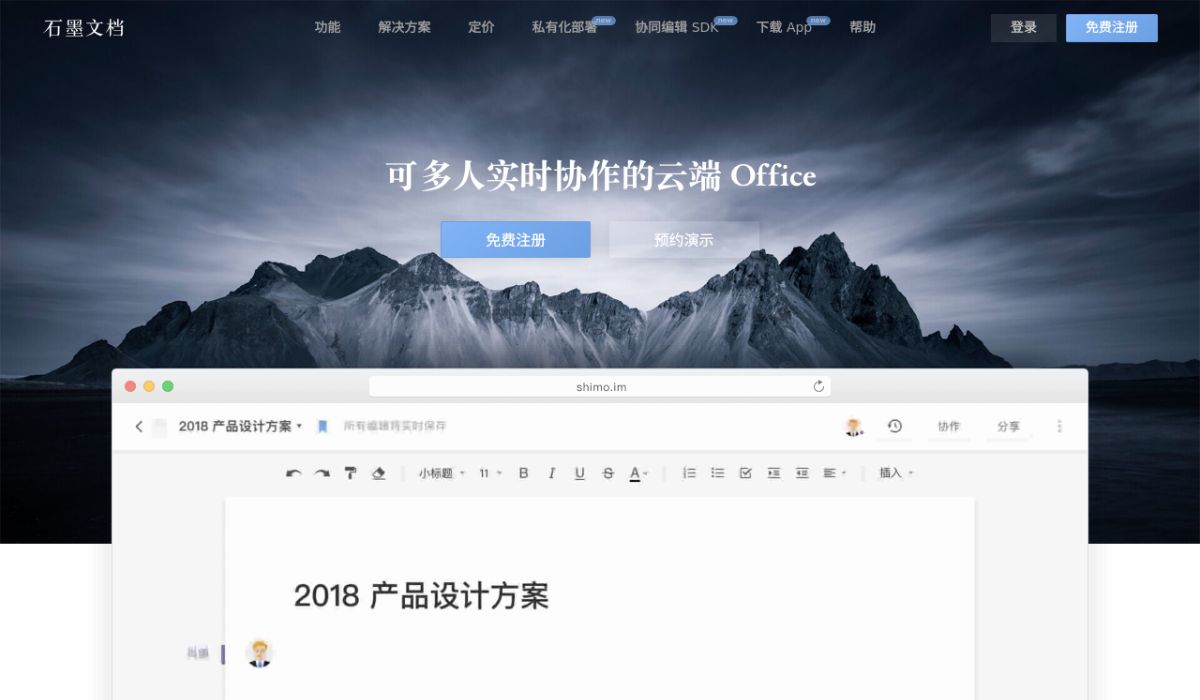 石墨文档
功能 解决方案 定价 私有化部署 new 协同编辑 SDK new 下载 App new 帮助 登录 免费注册
可多人实时协作的云端 Office
免费注册 预约演示
shimo.im
2018 产品设计方案 所有编辑将实时保存 协作 分享
小标题 11 B I U S A 插入
2018 产品设计方案